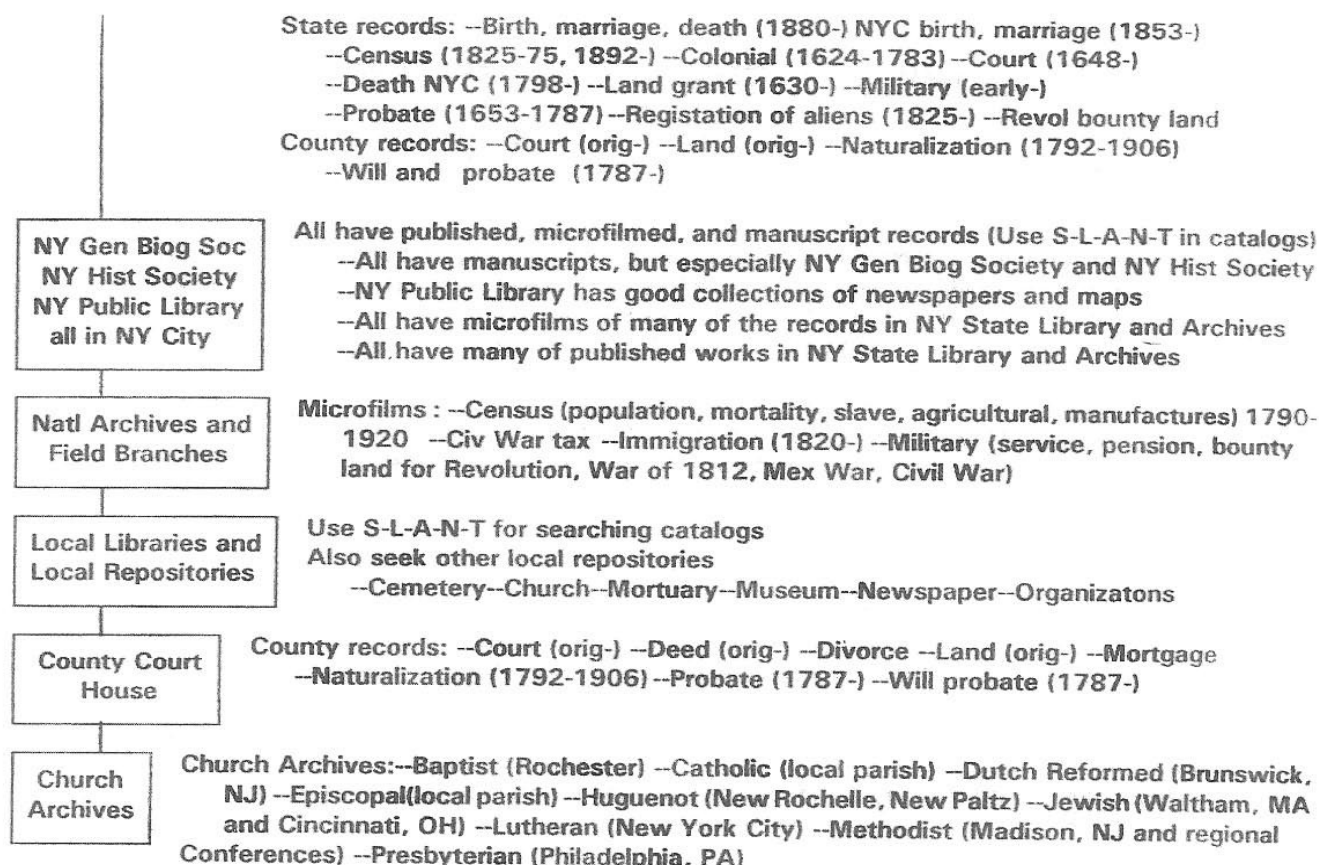 State records: --Birth, marriage, death (1880-) NYC birth, marriage (1853-)
--Census (1825-75, 1892-) --Colonial (1624-1783) --Court (1648-)
--Death NYC (1798-) --Land grant (1630-) --Military (early-)
--Probate (1653-1787) --Registation of aliens (1825-) --Revol bounty land
County records: --Court (orig-) --Land (orig-) --Naturalization (1792-1906)
--Will and probate (1787-)
NY Gen Biog Soc
NY Hist Society
NY Public Library
all in NY City
All have published, microfilmed, and manuscript records (Use S-L-A-N-T in catalogs)
--All have manuscripts, but especially NY Gen Biog Society and NY Hist Society
--NY Public Library has good collections of newspapers and maps
--All have microfilms of many of the records in NY State Library and Archives
--All have many of published works in NY State Library and Archives
Natl Archives and
Field Branches
Microfilms : --Census (population, mortality, slave, agricultural, manufactures) 1790-
1920 --Civ War tax --Immigration (1820-) --Military (service, pension, bounty
land for Revolution, War of 1812, Mex War, Civil War)
Local Libraries and
Local Repositories
Use S-L-A-N-T for searching catalogs
Also seek other local repositories
--Cemetery--Church--Mortuary--Museum--Newspaper--Organizatons
County Court
House
County records: --Court (orig-) --Deed (orig-) --Divorce --Land (orig-) --Mortgage
--Naturalization (1792-1906) --Probate (1787-) --Will probate (1787-)
Church
Archives
Church Archives:--Baptist (Rochester) --Catholic (local parish) --Dutch Reformed (Brunswick,
NJ) --Episcopal(local parish) --Huguenot (New Rochelle, New Paltz) --Jewish (Waltham, MA
and Cincinnati, OH) --Lutheran (New York City) --Methodist (Madison, NJ and regional
Conferences) --Presbyterian (Philadelphia, PA)